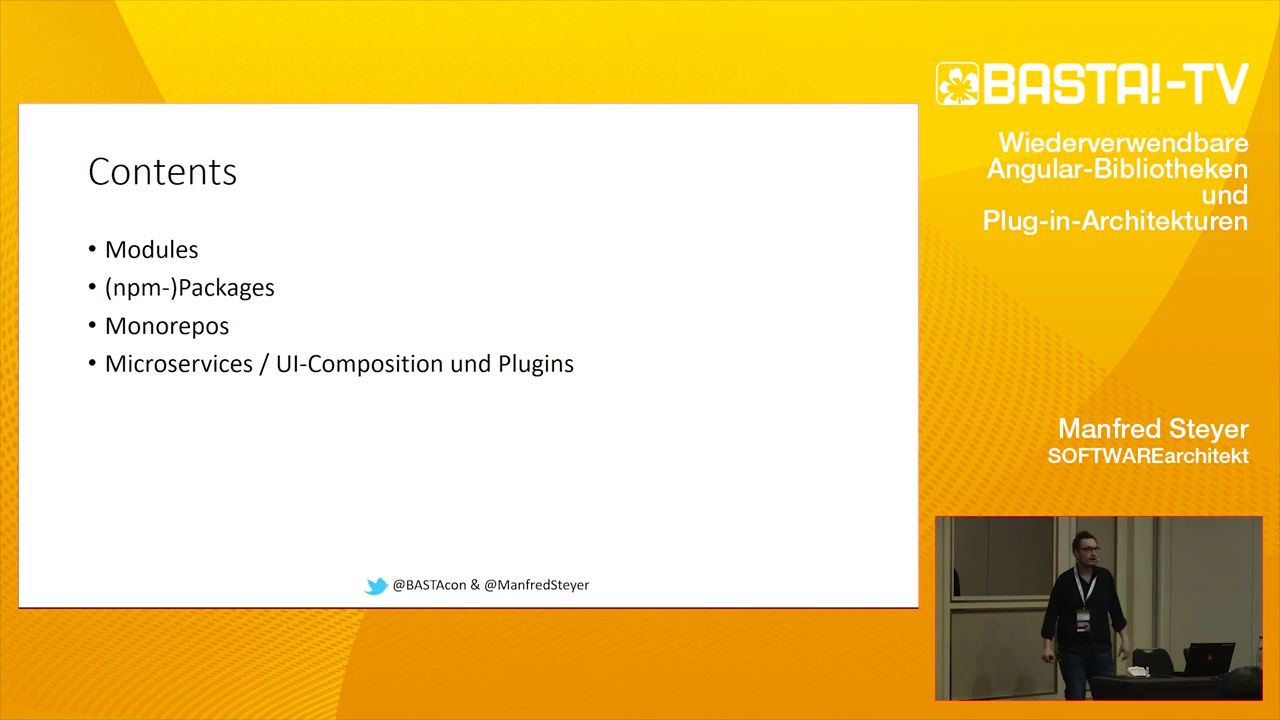 BASTA!-TV
Wiederverwendbare
Angular-Bibliotheken
und
Plug-in-Architekturen
Contents
• Modules
• (npm-)Packages
• Monorepos
• Microservices / UI-Composition und Plugins
@BASTAcon & @ManfredSteyer
Manfred Steyer
SOFTWAREarchitekt